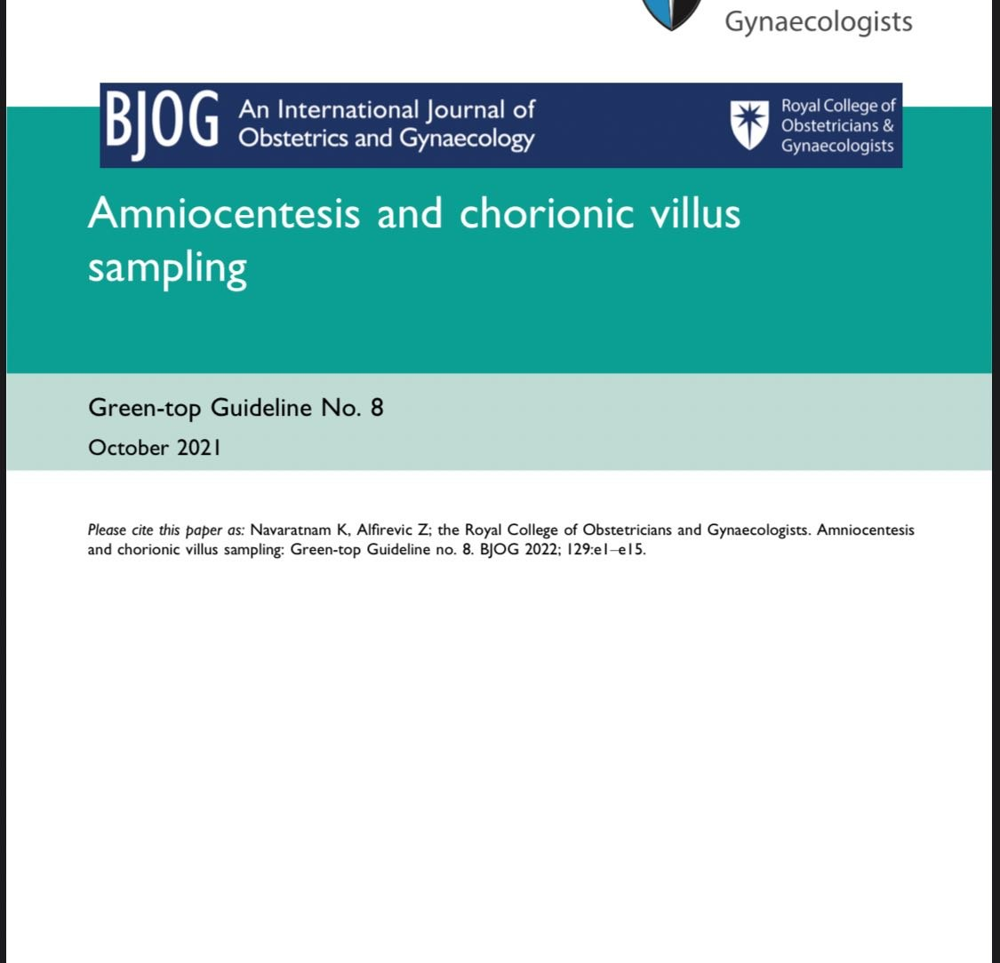 Gynaecologists
BJOG
An International Journal of
Obstetrics and Gynaecology
Royal College of
Obstetricians &
Gynaecologists
Amniocentesis and chorionic villus
sampling
Green-top Guideline No. 8
October 2021
Please cite this paper as: Navaratnam K, Alfirevic Z; the Royal College of Obstetricians and Gynaecologists. Amniocentesis
and chorionic villus sampling: Green-top Guideline no. 8. BJOG 2022; 129:e1–e15.